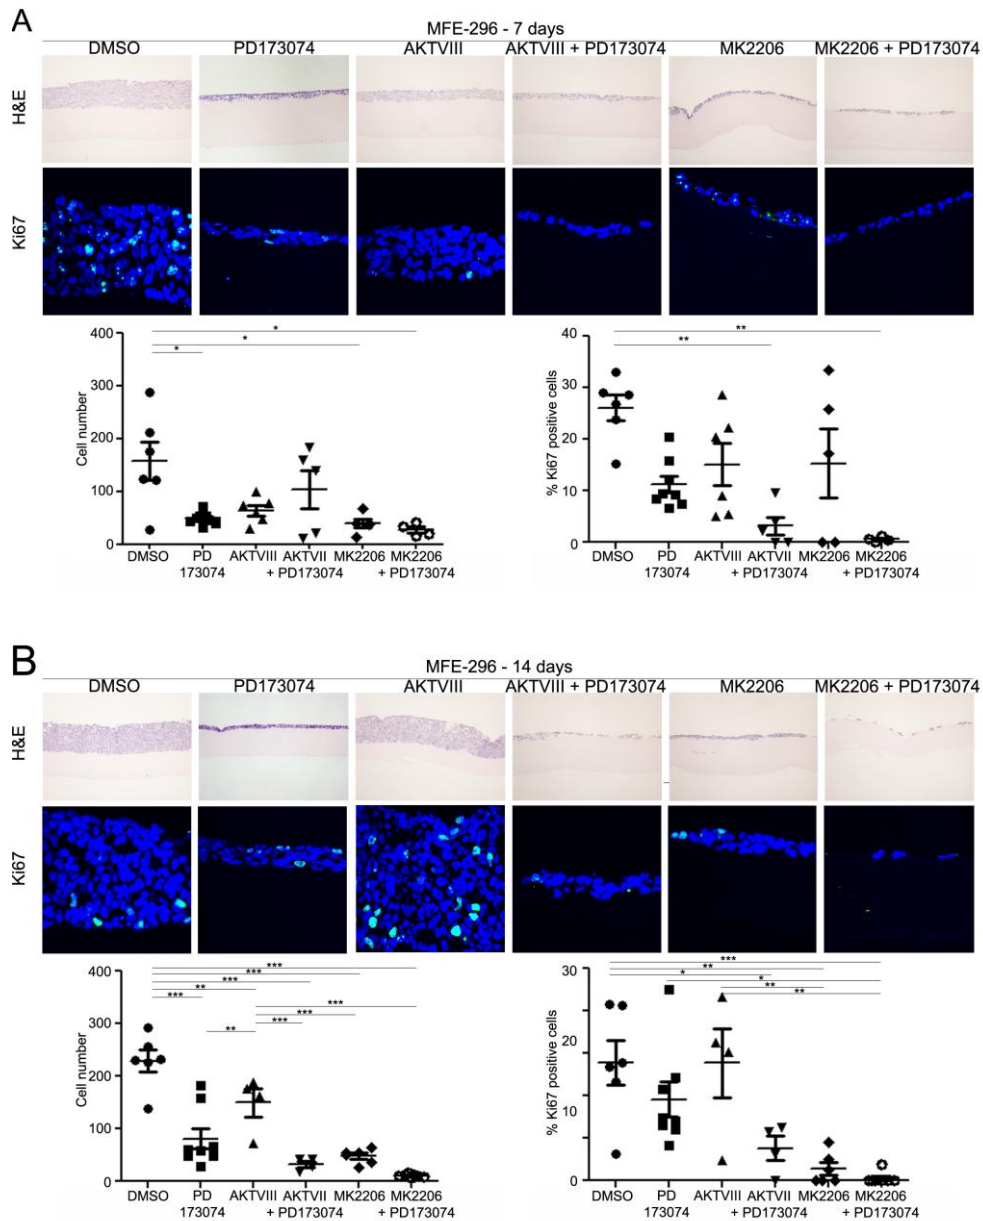 A
MFE-296 - 7 days
DMSO PD173074 AKTVIII AKTVIII + PD173074 MK2206 MK2206 + PD173074
H&E
Ki67
400
300
200
100
0
Cell number
* * *
DMSO PD AKTVIII AKTVII MK2206 MK2206
173074 + PD173074 + PD173074
40
30
20
10
0
% Ki67 positive cells
** **
DMSO PD AKTVIII AKTVII MK2206 MK2206
173074 + PD173074 + PD173074
B
MFE-296 - 14 days
DMSO PD173074 AKTVIII AKTVIII + PD173074 MK2206 MK2206 + PD173074
H&E
Ki67
400
300
200
100
0
Cell number
***
***
***
** ***
*** ***
** ***
DMSO PD AKTVIII AKTVII MK2206 MK2206
173074 + PD173074 + PD173074
30
20
10
0
% Ki67 positive cells
***
**
* *
**
**
DMSO PD AKTVIII AKTVII MK2206 MK2206
173074 + PD173074 + PD173074